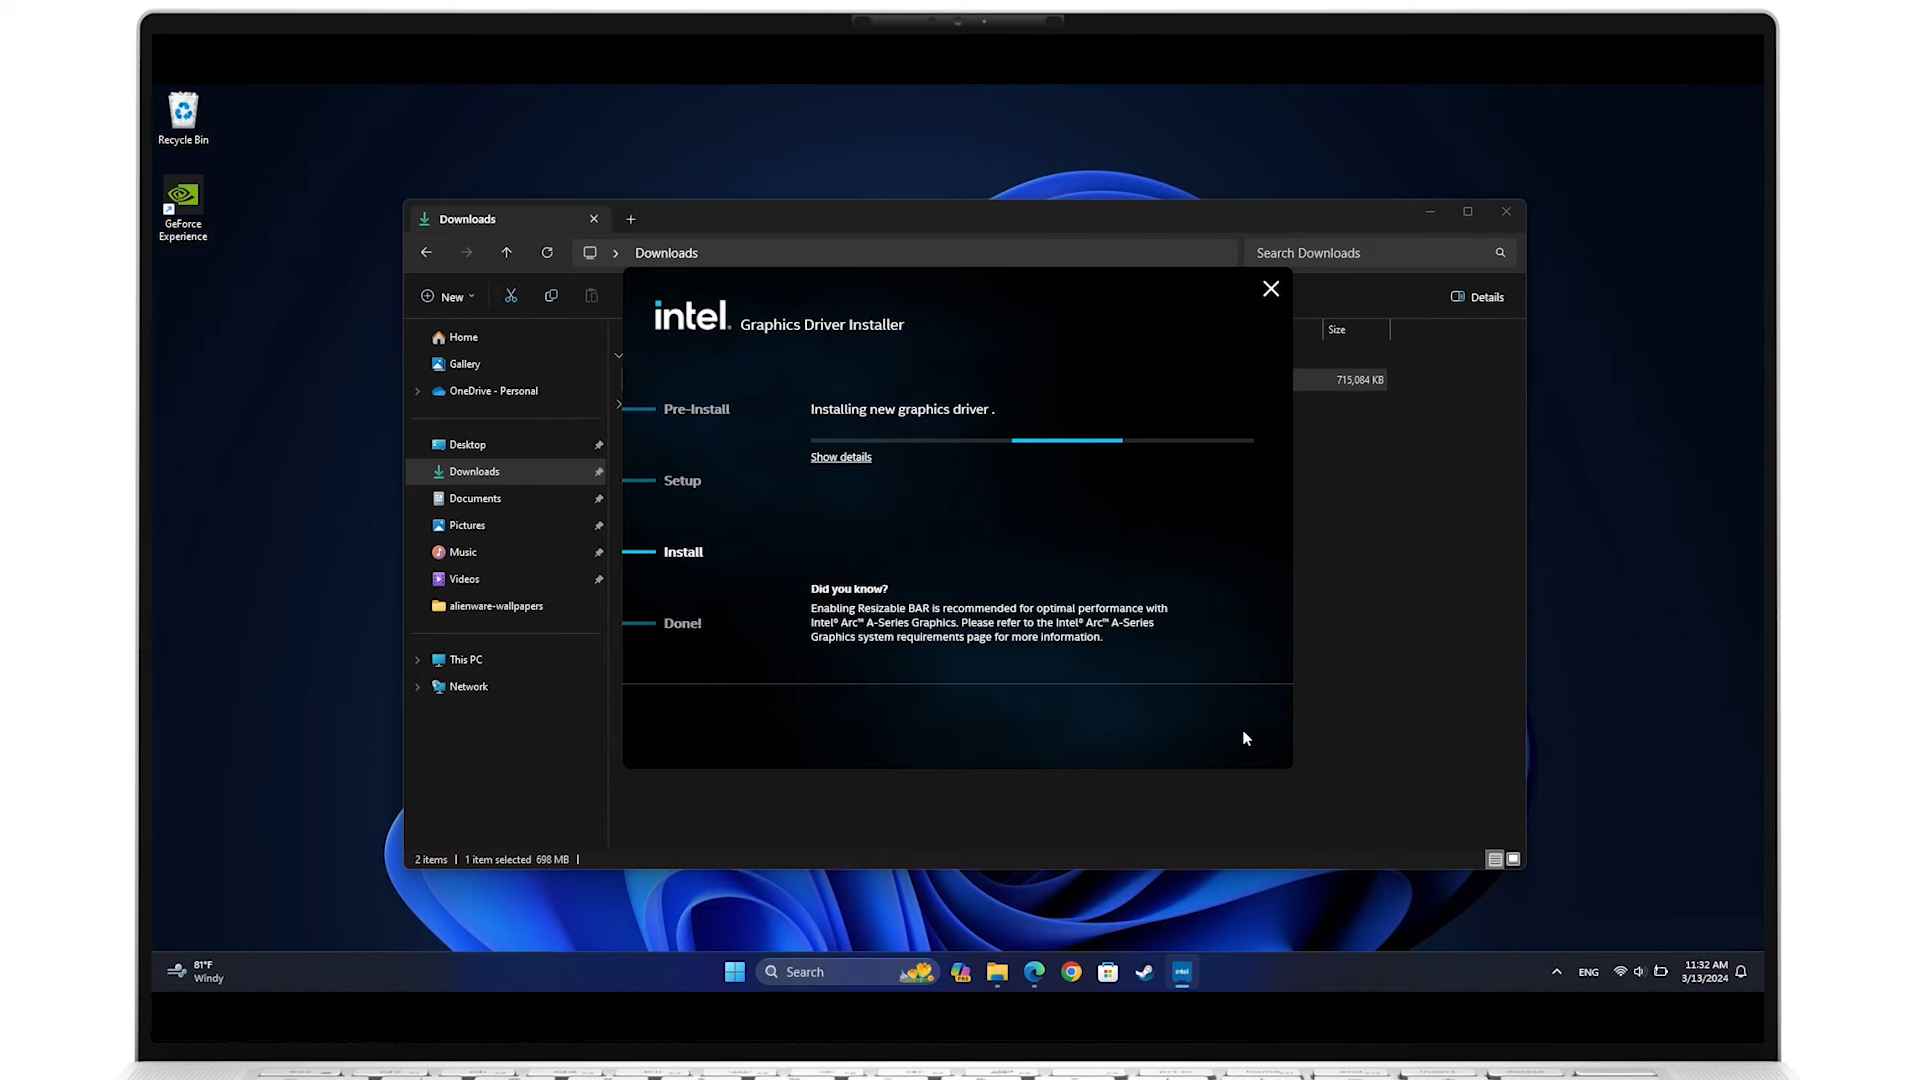 Recycle Bin
GeForce
Experience
Downloads
Downloads
Search Downloads
New
Details
Home
Gallery
OneDrive - Personal
Desktop
Downloads
Documents
Pictures
Music
Videos
alienware-wallpapers
This PC
Network
Size
715,084 KB
intel. Graphics Driver Installer
Pre-Install
Setup
Install
Done!
Installing new graphics driver .
Show details
Did you know?
Enabling Resizable BAR is recommended for optimal performance with
Intel® Arc™ A-Series Graphics. Please refer to the Intel® Arc™ A-Series
Graphics system requirements page for more information.
2 items | 1 item selected 698 MB |
81°F
Windy
Search
PRE
intel
ENG
11:32 AM
3/13/2024